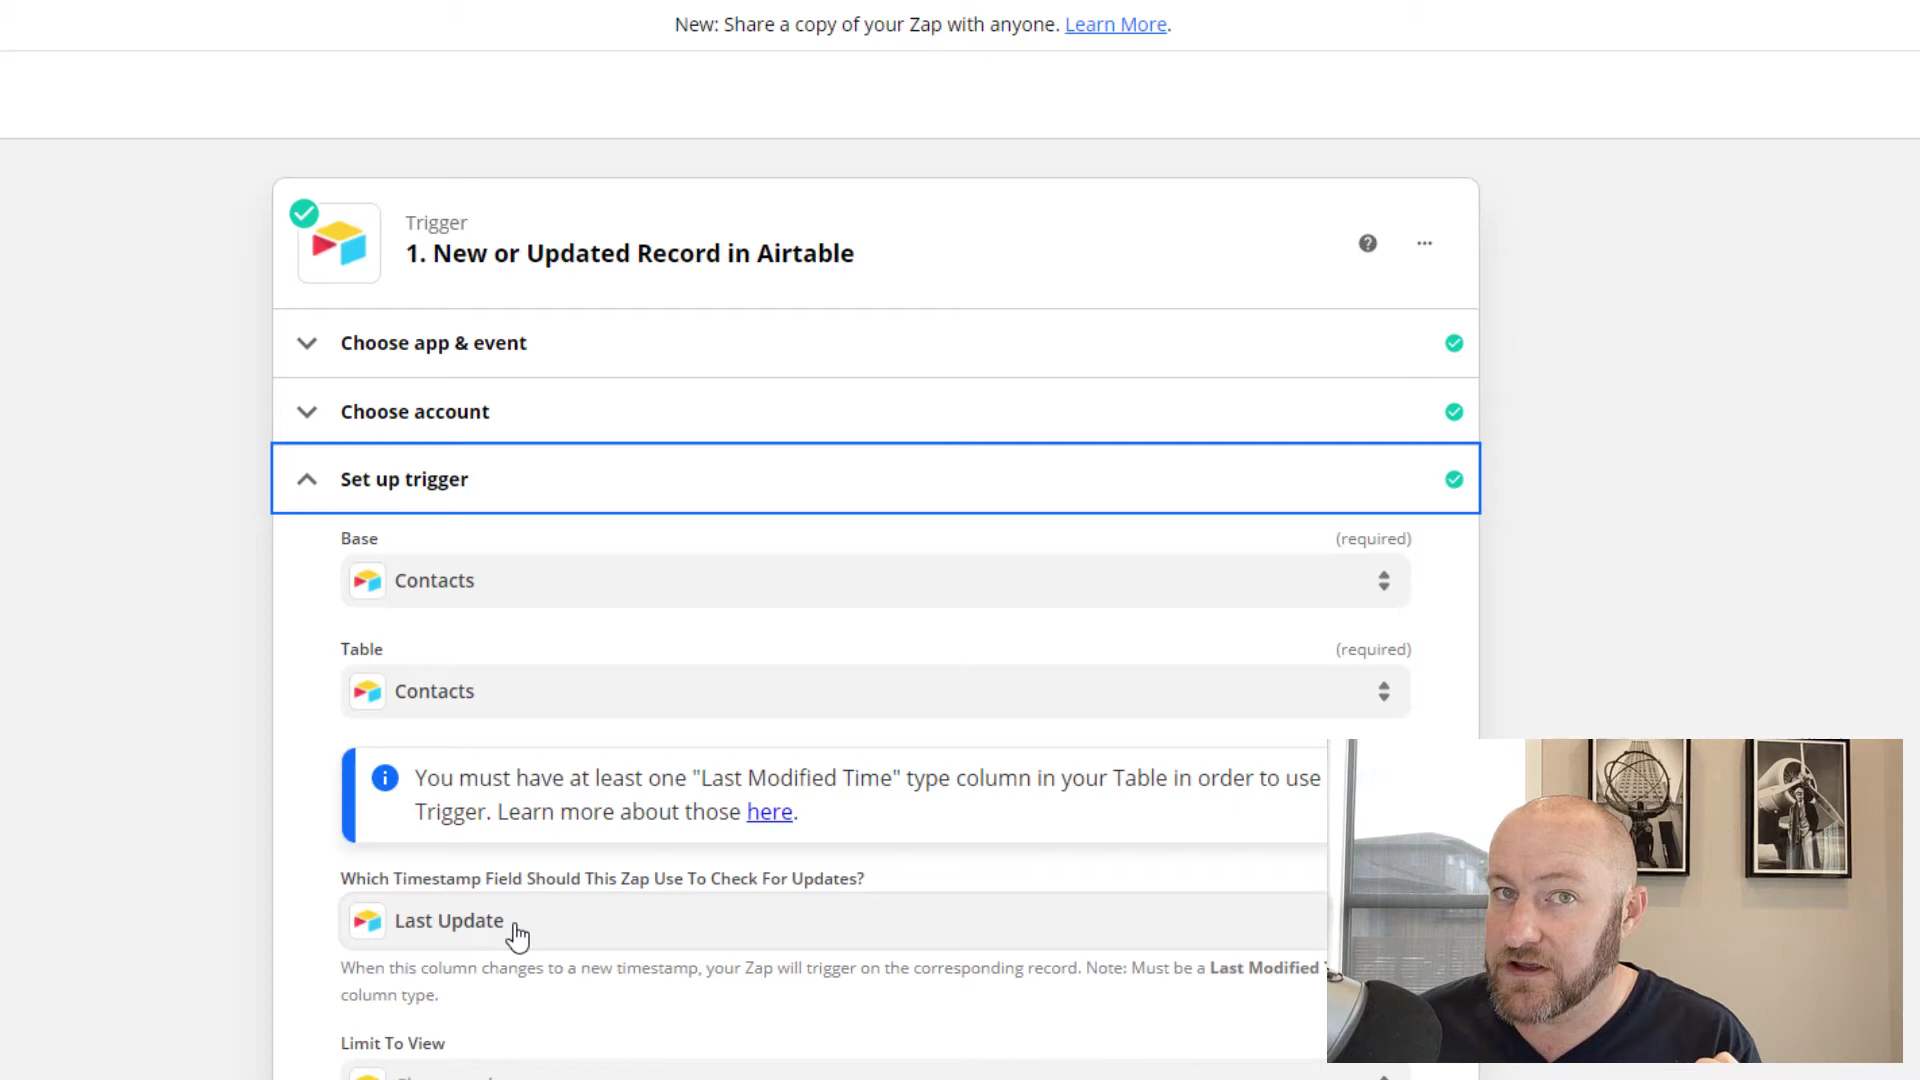 New: Share a copy of your Zap with anyone. Learn More.
Trigger
1. New or Updated Record in Airtable
Choose app & event
Choose account
Set up trigger
Base
(required)
Contacts
Table
(required)
Contacts
You must have at least one "Last Modified Time" type column in your Table in order to use
Trigger. Learn more about those here.
Which Timestamp Field Should This Zap Use To Check For Updates?
Last Update
When this column changes to a new timestamp, your Zap will trigger on the corresponding record. Note: Must be a Last Modified
column type.
Limit To View